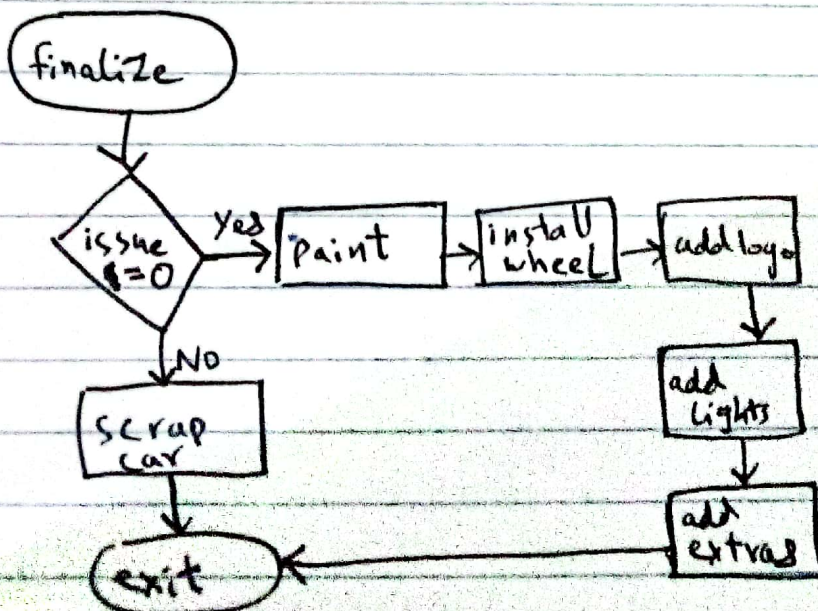 finalize
issue
=0
Yes
paint
install
wheel
add logo
No
scrap
car
add
lights
add
extras
exit